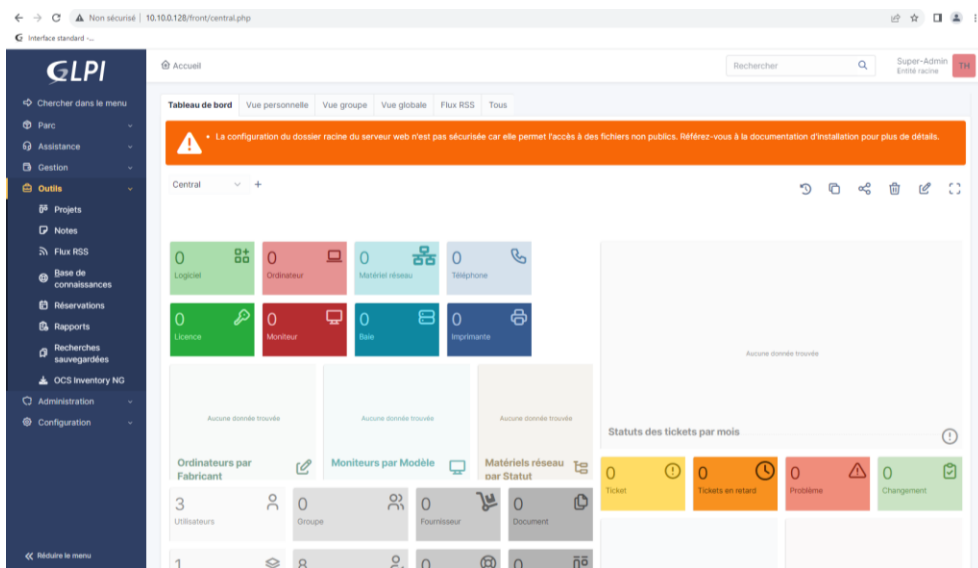 Non sécurisé | 10.10.0.128/front/central.php
Interface standard -...
GLPI
Accueil
Rechercher
Super-Admin
Entité racine
TH
Chercher dans le menu
Parc
Assistance
Gestion
Outils
Projets
Notes
Flux RSS
Base de
connaissances
Réservations
Rapports
Recherches
sauvegardées
OCS Inventory NG
Administration
Configuration
Réduire le menu
Tableau de bord Vue personnelle Vue groupe Vue globale Flux RSS Tous
• La configuration du dossier racine du serveur web n'est pas sécurisée car elle permet l'accès à des fichiers non publics. Référez-vous à la documentation d'installation pour plus de détails.
Central
0
Logiciel
0
Ordinateur
0
Matériel réseau
0
Téléphone
0
Licence
0
Moniteur
0
Baie
0
Imprimante
Aucune donnée trouvée
Ordinateurs par
Fabricant
Aucune donnée trouvée
Moniteurs par Modèle
Aucune donnée trouvée
Matériels réseau
par Statut
Aucune donnée trouvée
Statuts des tickets par mois
0
Ticket
0
Tickets en retard
0
Problème
0
Changement
3
Utilisateurs
0
Groupe
0
Fournisseur
0
Document
1
8
0
0